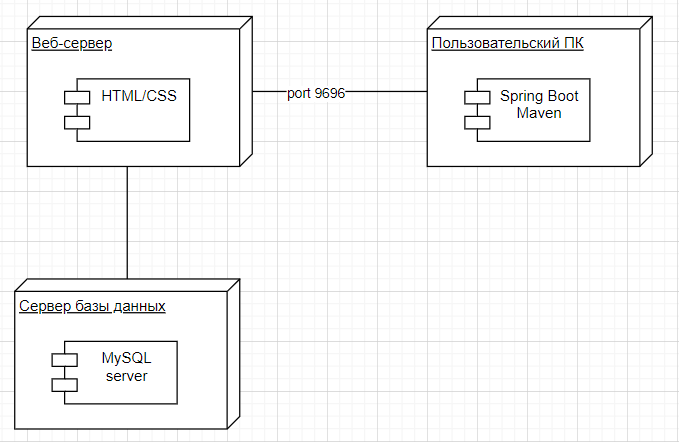 Веб-сервер
HTML/CSS
port 9696
Пользовательский ПК
Spring Boot
Maven
Сервер базы данных
MySQL
server